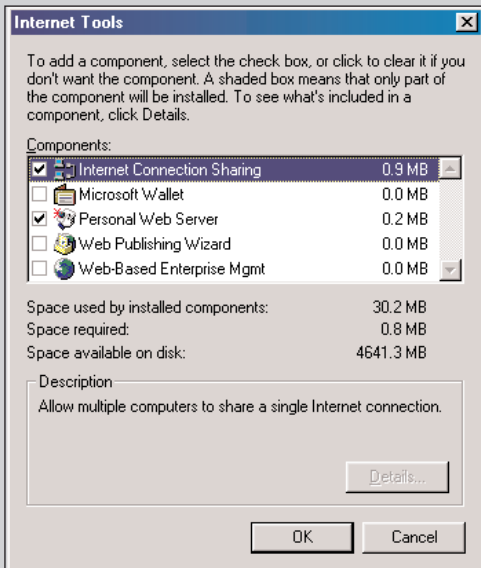 Internet Tools
To add a component, select the check box, or click to clear it if you
don't want the component. A shaded box means that only part of
the component will be installed. To see what's included in a
component, click Details.
Components:
Internet Connection Sharing 0.9 MB
Microsoft Wallet 0.0 MB
Personal Web Server 0.2 MB
Web Publishing Wizard 0.0 MB
Web-Based Enterprise Mgmt 0.0 MB
Space used by installed components: 30.2 MB
Space required: 0.8 MB
Space available on disk: 4641.3 MB
Description
Allow multiple computers to share a single Internet connection.
Details...
OK Cancel